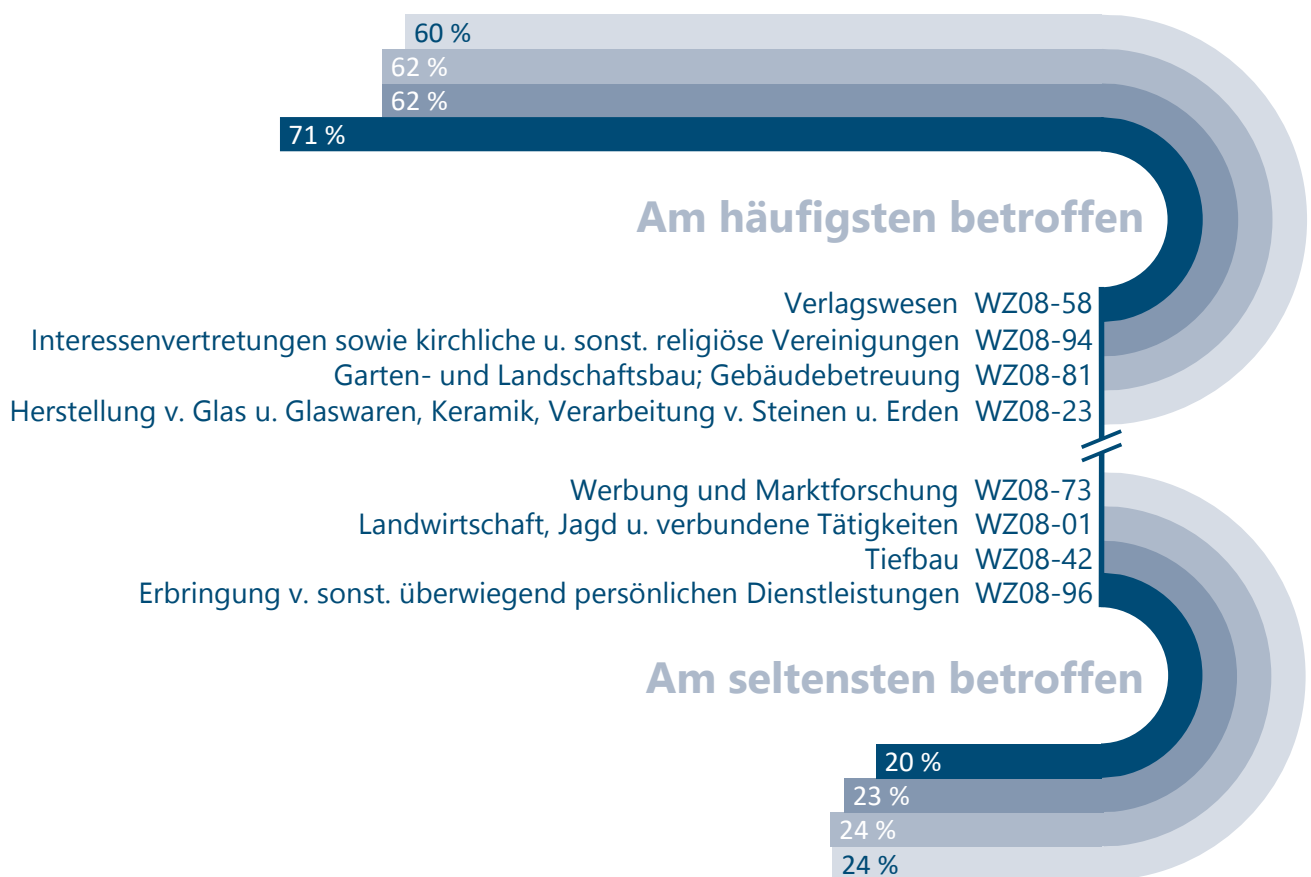 60 %
62 %
62 %
71 %
Am häufigsten betroffen
Verlagswesen WZ08-58
Interessenvertretungen sowie kirchliche u. sonst. religiöse Vereinigungen WZ08-94
Garten- und Landschaftsbau; Gebäudebetreuung WZ08-81
Herstellung v. Glas u. Glaswaren, Keramik, Verarbeitung v. Steinen u. Erden WZ08-23
Werbung und Marktforschung WZ08-73
Landwirtschaft, Jagd u. verbundene Tätigkeiten WZ08-01
Tiefbau WZ08-42
Erbringung v. sonst. überwiegend persönlichen Dienstleistungen WZ08-96
Am seltensten betroffen
20 %
23 %
24 %
24 %